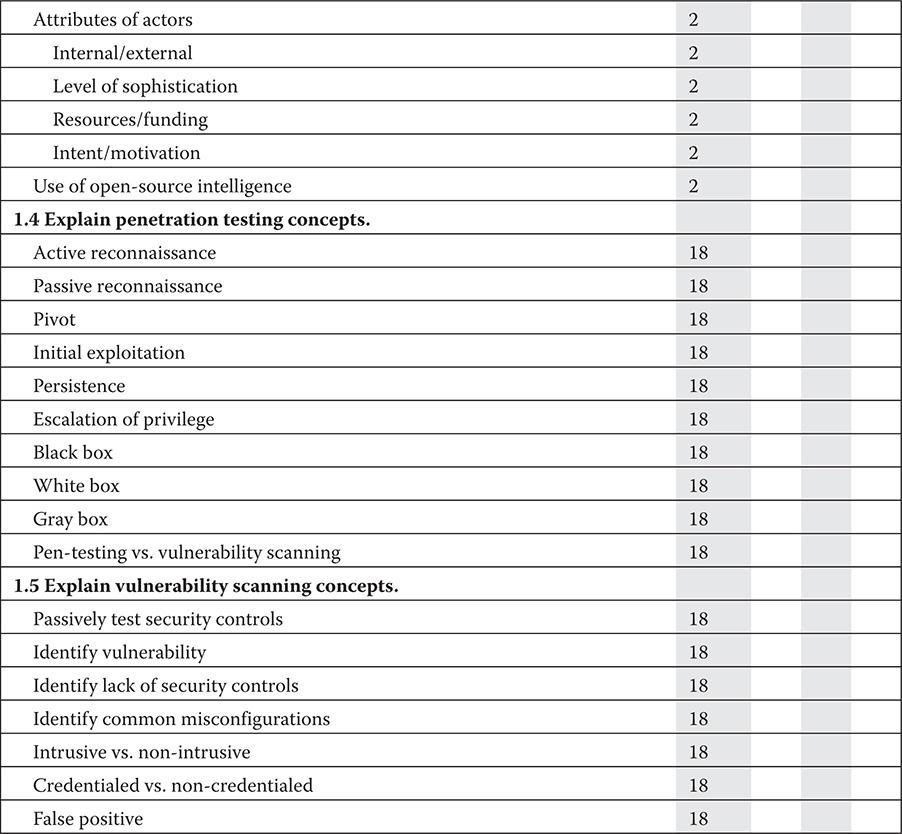 Attributes of actors 2
Internal/external 2
Level of sophistication 2
Resources/funding 2
Intent/motivation 2
Use of open-source intelligence 2
1.4 Explain penetration testing concepts.
Active reconnaissance 18
Passive reconnaissance 18
Pivot 18
Initial exploitation 18
Persistence 18
Escalation of privilege 18
Black box 18
White box 18
Gray box 18
Pen-testing vs. vulnerability scanning 18
1.5 Explain vulnerability scanning concepts.
Passively test security controls 18
Identify vulnerability 18
Identify lack of security controls 18
Identify common misconfigurations 18
Intrusive vs. non-intrusive 18
Credentialed vs. non-credentialed 18
False positive 18